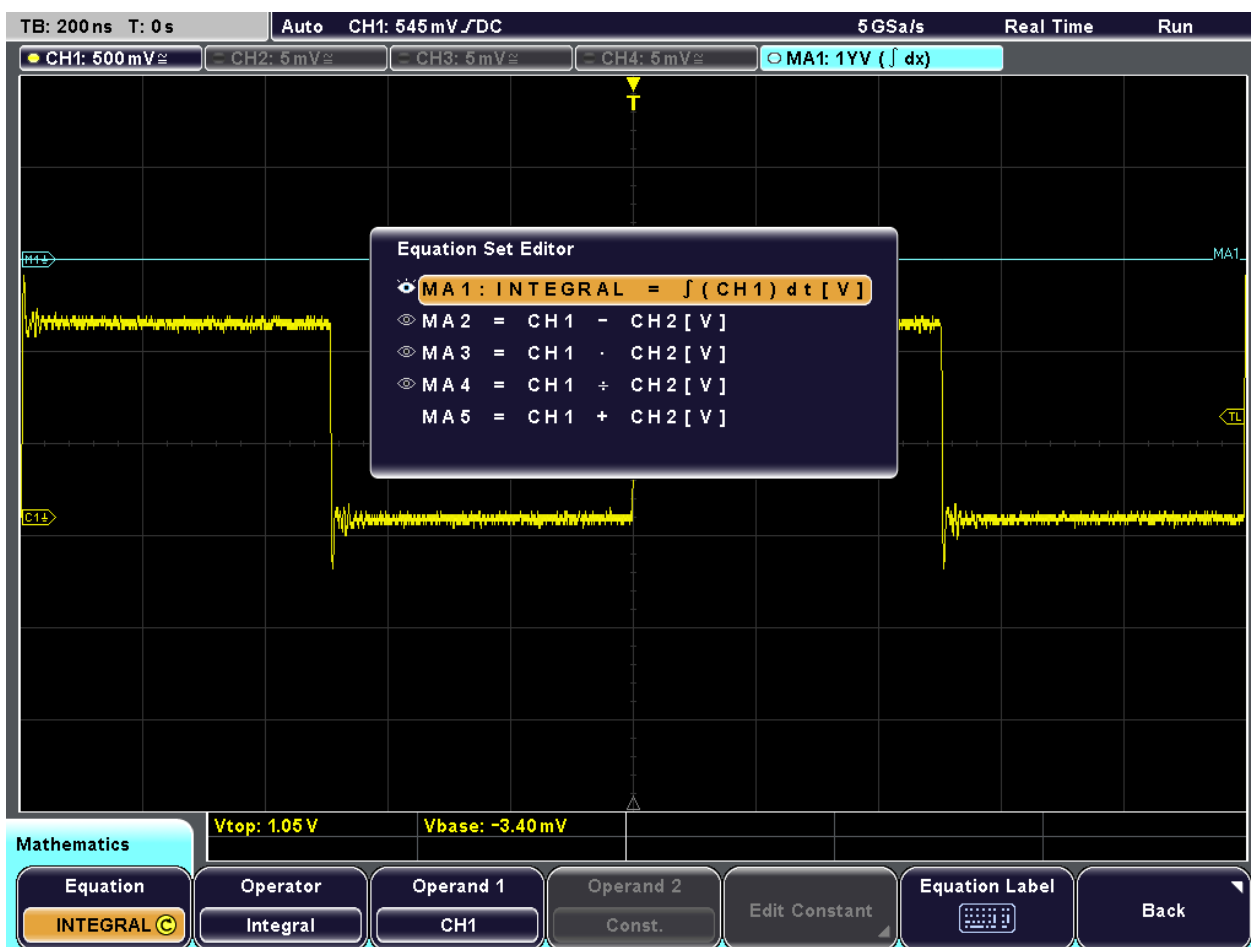 TB: 200 ns T: 0 s Auto CH1: 545 mV DC 5 GSa/s Real Time Run
CH1: 500 mV≅ CH2: 5 mV≅ CH3: 5 mV≅ CH4: 5 mV≅ MA1: 1YV (∫ dx)
T
Equation Set Editor
M1 MA1
MA1: INTEGRAL = ∫(CH1)dt[V]
MA2 = CH1 - CH2[V]
MA3 = CH1 · CH2[V]
MA4 = CH1 ÷ CH2[V]
MA5 = CH1 + CH2[V]
TL
C1
Vtop: 1.05 V Vbase: -3.40 mV
Mathematics
Equation Operator Operand 1 Operand 2 Edit Constant Equation Label Back
INTEGRAL C Integral CH1 Const.